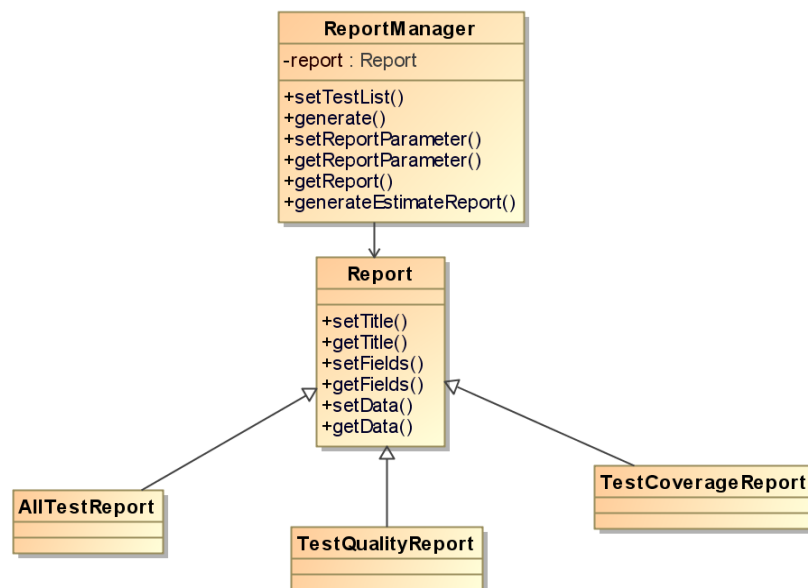 ReportManager
-report : Report
+setTestList()
+generate()
+setReportParameter()
+getReportParameter()
+getReport()
+generateEstimateReport()
Report
+setTitle()
+getTitle()
+setFields()
+getFields()
+setData()
+getData()
AllTestReport
TestQualityReport
TestCoverageReport